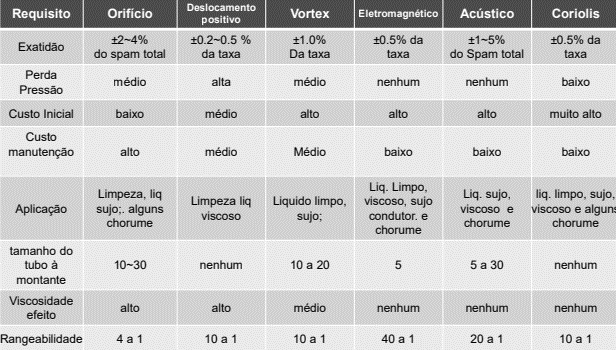 Requisito Orifício Deslocamento positivo Vortex Eletromagnético Acústico Coriolis
Exatidão ±2~4% do spam total ±0.2~0.5 % da taxa ±1.0% Da taxa ±0.5% da taxa ±1~5% do Spam total ±0.5% da taxa
Perda Pressão médio alta médio nenhum nenhum baixo
Custo Inicial baixo médio alto alto alto muito alto
Custo manutenção alto médio Médio baixo baixo baixo
Aplicação Limpeza, liq sujo;. alguns chorume Limpeza liq viscoso Liquido limpo, sujo; Liq. Limpo, viscoso, sujo condutor. e chorume Liq. sujo, viscoso e chorume liq. limpo, sujo, viscoso e alguns chorume
tamanho do tubo à montante 10~30 nenhum 10 a 20 5 5 a 30 nenhum
Viscosidade efeito alto alto médio nenhum nenhum nenhum
Rangeabilidade 4 a 1 10 a 1 10 a 1 40 a 1 20 a 1 10 a 1